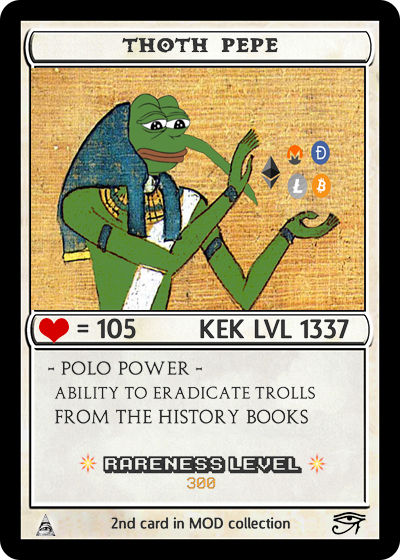 THOTH PEPE
= 105 KEK LVL 1337
- POLO POWER -
ABILITY TO ERADICATE TROLLS
FROM THE HISTORY BOOKS
RARENESS LEVEL
300
2nd card in MOD collection